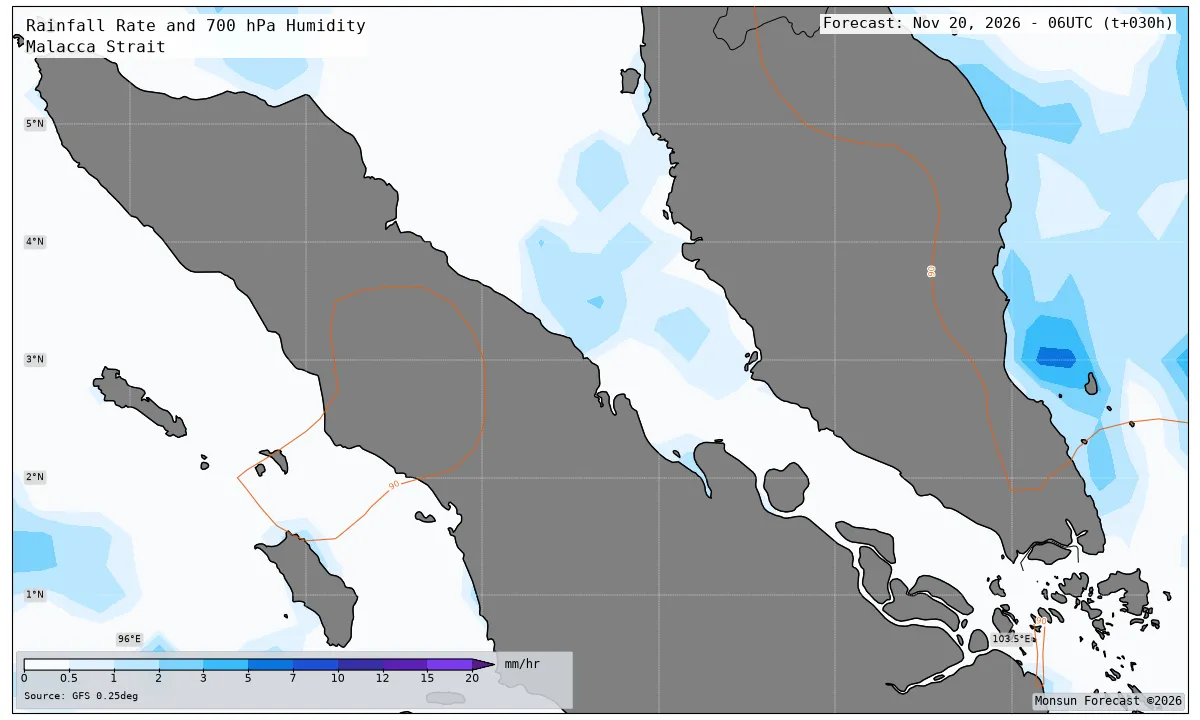 Rainfall Rate and 700 hPa Humidity
Malacca Strait
Forecast: Nov 20, 2026 - 06UTC (t+030h)
5°N
4°N
90
3°N
2°N
90
1°N
90
96°E
103.5°E
mm/hr
0 0.5 1 2 3 5 7 10 12 15 20
Source: GFS 0.25deg
Monsun Forecast ©2026